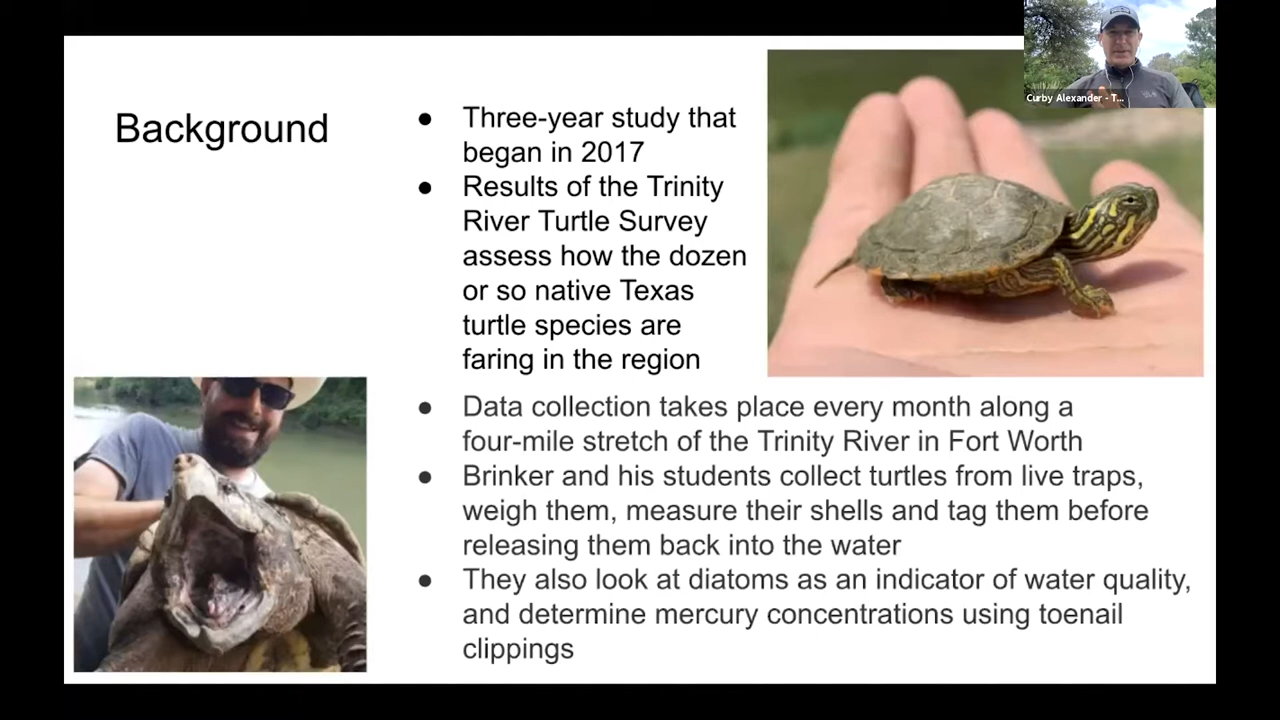 Curby Alexander - T...
Background
● Three-year study that
began in 2017
● Results of the Trinity
River Turtle Survey
assess how the dozen
or so native Texas
turtle species are
faring in the region
● Data collection takes place every month along a
four-mile stretch of the Trinity River in Fort Worth
● Brinker and his students collect turtles from live traps,
weigh them, measure their shells and tag them before
releasing them back into the water
● They also look at diatoms as an indicator of water quality,
and determine mercury concentrations using toenail
clippings